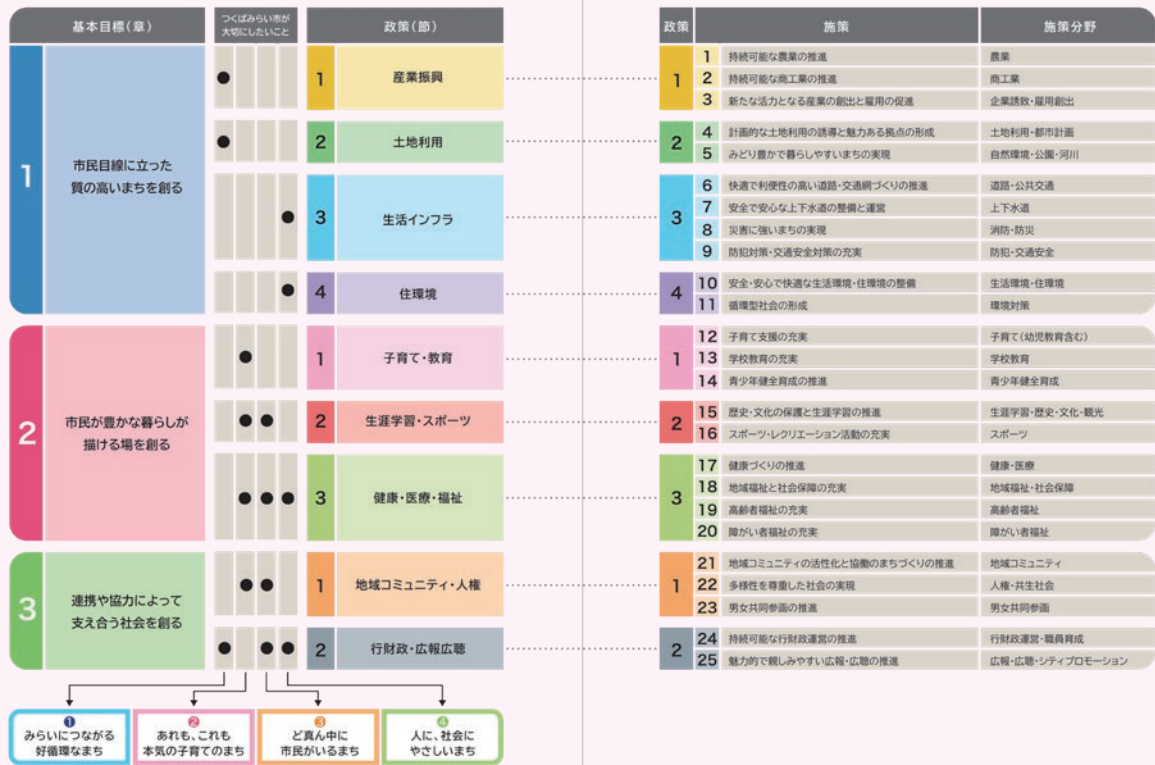 基本目標(章)
つくばみらい市が
大切にしたいこと
政策(節)
1
市民目線に立った
質の高いまちを創る
●
1
産業振興
●
2
土地利用
●
3
生活インフラ
●
4
住環境
2
市民が豊かな暮らしが
描ける場を創る
●
1
子育て・教育
● ●
2
生涯学習・スポーツ
● ● ●
3
健康・医療・福祉
3
連携や協力によって
支え合う社会を創る
● ●
1
地域コミュニティ・人権
● ● ●
2
行財政・広報広聴
❶
みらいにつながる
好循環なまち
❷
あれも、これも
本気の子育てのまち
❸
ど真ん中に
市民がいるまち
❹
人に、社会に
やさしいまち
政策 施策 施策分野
1
1 持続可能な農業の推進 農業
2 持続可能な商工業の推進 商工業
3 新たな活力となる産業の創出と雇用の促進 企業誘致・雇用創出
2
4 計画的な土地利用の誘導と魅力ある拠点の形成 土地利用・都市計画
5 みどり豊かで暮らしやすいまちの実現 自然環境・公園・河川
3
6 快適で利便性の高い道路・交通網づくりの推進 道路・公共交通
7 安全で安心な上下水道の整備と運営 上下水道
8 災害に強いまちの実現 消防・防災
9 防犯対策・交通安全対策の充実 防犯・交通安全
4
10 安全・安心で快適な生活環境・住環境の整備 生活環境・住環境
11 循環型社会の形成 環境対策
1
12 子育て支援の充実 子育て(幼児教育含む)
13 学校教育の充実 学校教育
14 青少年健全育成の推進 青少年健全育成
2
15 歴史・文化の保護と生涯学習の推進 生涯学習・歴史・文化・観光
16 スポーツ・レクリエーション活動の充実 スポーツ
3
17 健康づくりの推進 健康・医療
18 地域福祉と社会保障の充実 地域福祉・社会保障
19 高齢者福祉の充実 高齢者福祉
20 障がい者福祉の充実 障がい者福祉
1
21 地域コミュニティの活性化と協働のまちづくりの推進 地域コミュニティ
22 多様性を尊重した社会の実現 人権・共生社会
23 男女共同参画の推進 男女共同参画
2
24 持続可能な行財政運営の推進 行財政運営・職員育成
25 魅力的で親しみやすい広報・広聴の推進 広報・広聴・シティプロモーション